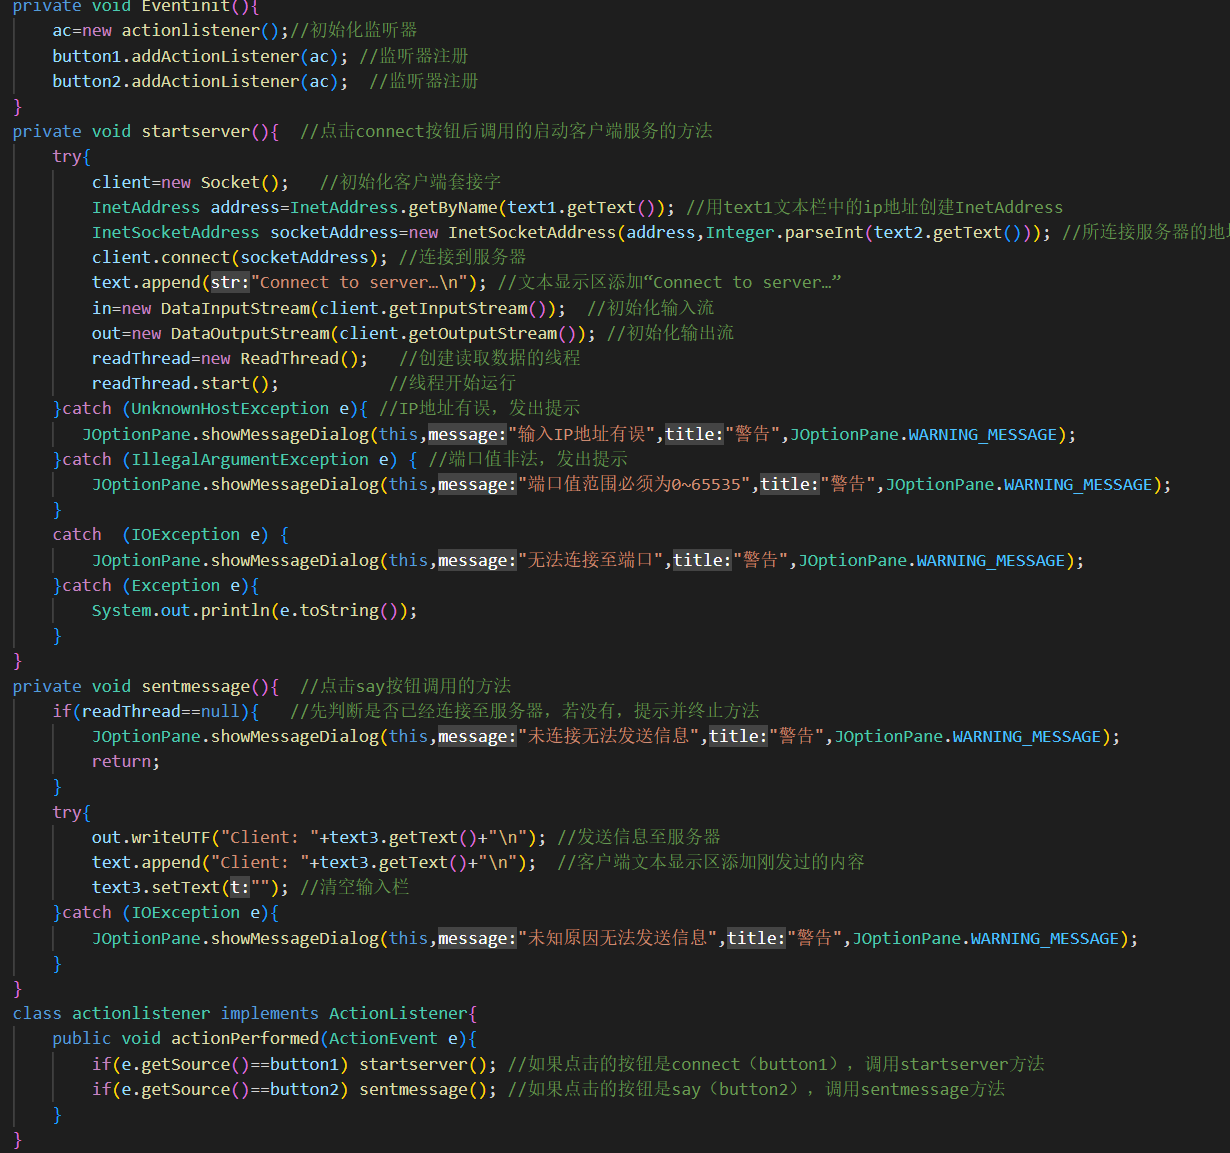 private void Eventinit(){
ac=new actionlistener();//初始化监听器
button1.addActionListener(ac); //监听器注册
button2.addActionListener(ac);  //监听器注册
}
private void startserver(){  //点击connect按钮后调用的启动客户端服务的方法
try{
client=new Socket();   //初始化客户端套接字
InetAddress address=InetAddress.getByName(text1.getText()); //用text1文本栏中的ip地址创建InetAddress
InetSocketAddress socketAddress=new InetSocketAddress(address,Integer.parseInt(text2.getText())); //所连接服务器的地
client.connect(socketAddress); //连接到服务器
text.append(str:"Connect to server…\n"); //文本显示区添加“Connect to server…”
in=new DataInputStream(client.getInputStream());  //初始化输入流
out=new DataOutputStream(client.getOutputStream()); //初始化输出流
readThread=new ReadThread();   //创建读取数据的线程
readThread.start();           //线程开始运行
}catch (UnknownHostException e){ //IP地址有误，发出提示
JOptionPane.showMessageDialog(this,message:"输入IP地址有误",title:"警告",JOptionPane.WARNING_MESSAGE);
}catch (IllegalArgumentException e) { //端口值非法，发出提示
JOptionPane.showMessageDialog(this,message:"端口值范围必须为0~65535",title:"警告",JOptionPane.WARNING_MESSAGE);
}
catch  (IOException e) {
JOptionPane.showMessageDialog(this,message:"无法连接至端口",title:"警告",JOptionPane.WARNING_MESSAGE);
}catch (Exception e){
System.out.println(e.toString());
}
}
private void sentmessage(){  //点击say按钮调用的方法
if(readThread==null){   //先判断是否已经连接至服务器，若没有，提示并终止方法
JOptionPane.showMessageDialog(this,message:"未连接无法发送信息",title:"警告",JOptionPane.WARNING_MESSAGE);
return;
}
try{
out.writeUTF("Client: "+text3.getText()+"\n"); //发送信息至服务器
text.append("Client: "+text3.getText()+"\n");  //客户端文本显示区添加刚发过的内容
text3.setText(t:""); //清空输入栏
}catch (IOException e){
JOptionPane.showMessageDialog(this,message:"未知原因无法发送信息",title:"警告",JOptionPane.WARNING_MESSAGE);
}
}
class actionlistener implements ActionListener{
public void actionPerformed(ActionEvent e){
if(e.getSource()==button1) startserver(); //如果点击的按钮是connect（button1），调用startserver方法
if(e.getSource()==button2) sentmessage(); //如果点击的按钮是say（button2），调用sentmessage方法
}
}